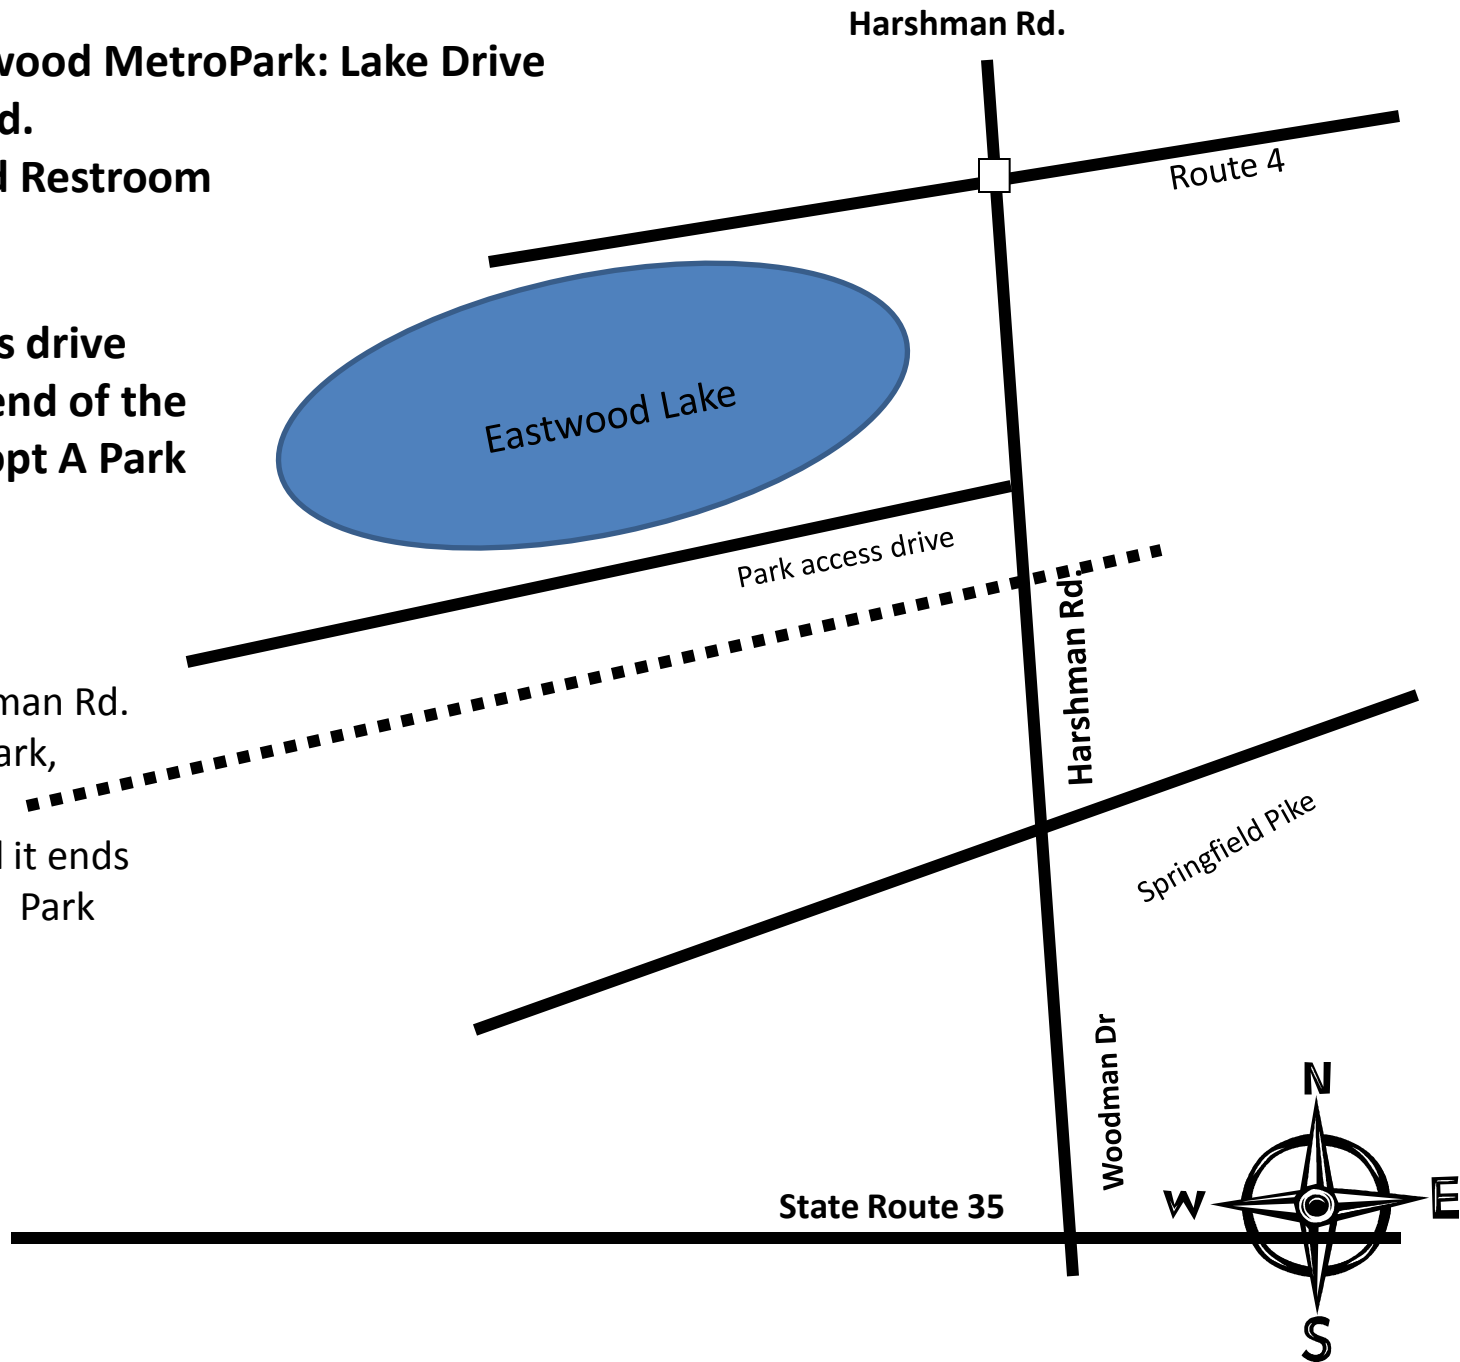 Harshman Rd.
wood MetroPark: Lake Drive
d.
d Restroom
Route 4
s drive
end of the
opt A Park
Eastwood Lake
Park access drive
Harshman Rd.
man Rd.
ark,
it ends
Park
Springfield Pike
Woodman Dr
State Route 35
N
W
E
S